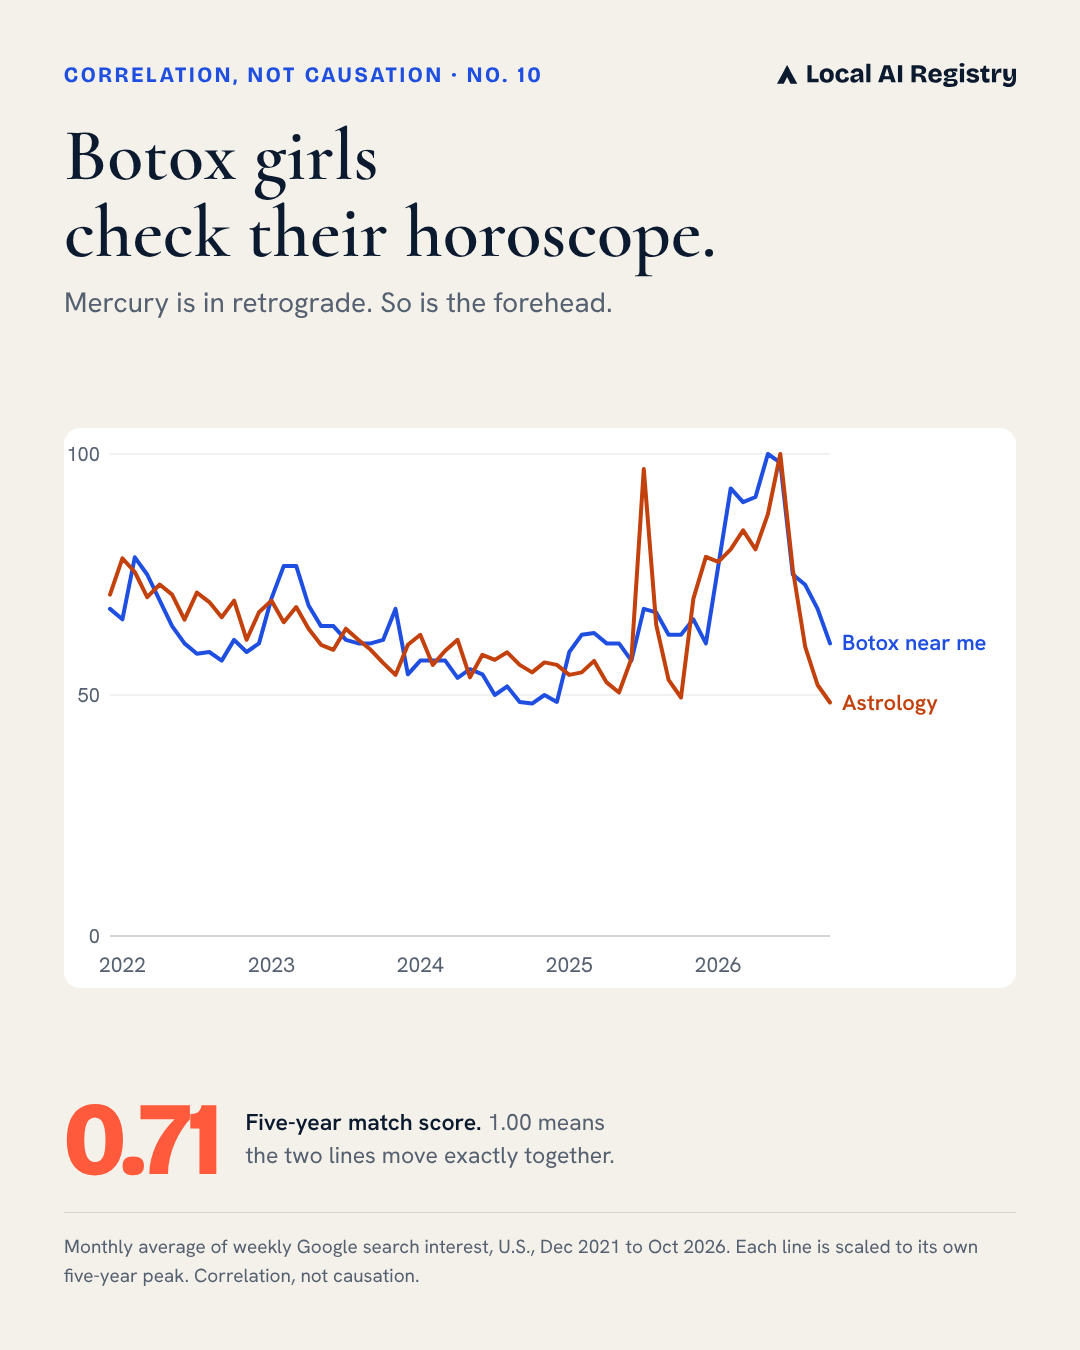 CORRELATION, NOT CAUSATION · NO. 10
Local AI Registry
Botox girls
check their horoscope.
Mercury is in retrograde. So is the forehead.
100
50
0
Botox near me
Astrology
2022 2023 2024 2025 2026
0.71
Five-year match score. 1.00 means
the two lines move exactly together.
Monthly average of weekly Google search interest, U.S., Dec 2021 to Oct 2026. Each line is scaled to its own
five-year peak. Correlation, not causation.